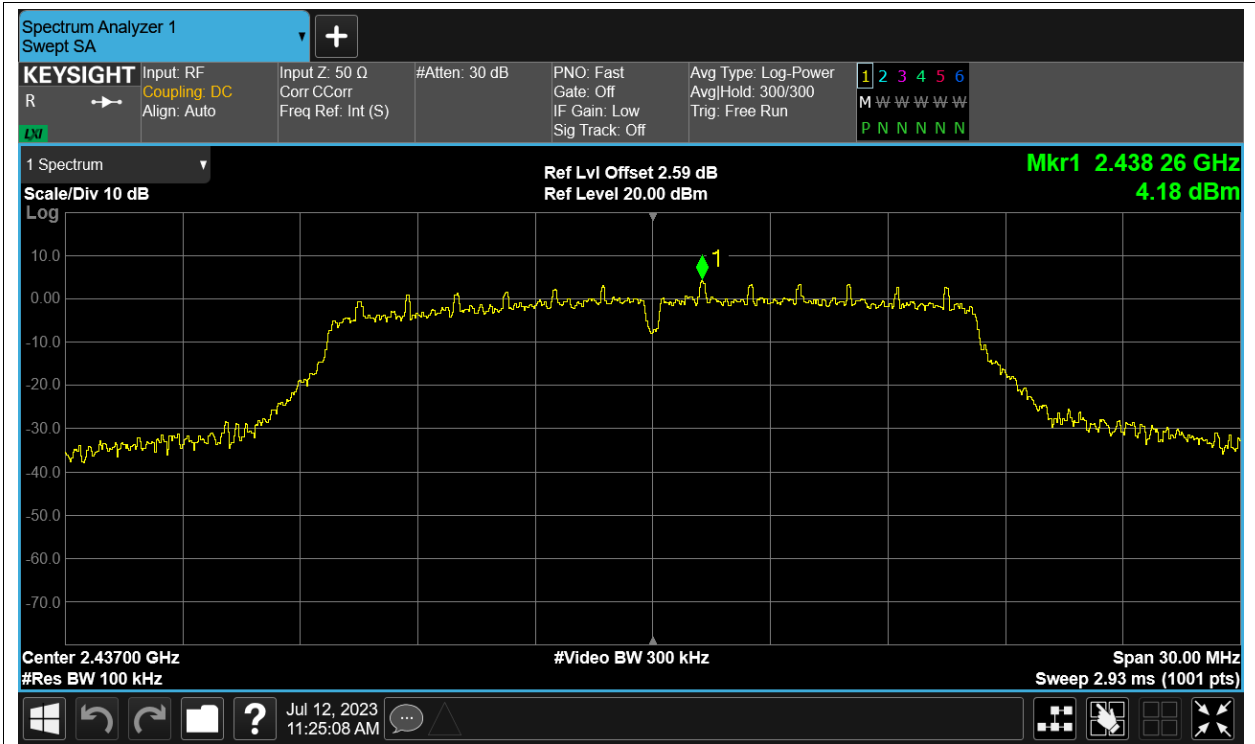 Spectrum Analyzer 1
Swept SA
+
KEYSIGHT
R
LXI
Input: RF
Coupling: DC
Align: Auto
Input Z: 50 Ω
Corr CCorr
Freq Ref: Int (S)
#Atten: 30 dB
PNO: Fast
Gate: Off
IF Gain: Low
Sig Track: Off
Avg Type: Log-Power
Avg|Hold: 300/300
Trig: Free Run
1 2 3 4 5 6
M W W W W W
P N N N N N
1 Spectrum
Scale/Div 10 dB
Log
Ref Lvl Offset 2.59 dB
Ref Level 20.00 dBm
Mkr1 2.438 26 GHz
4.18 dBm
1
10.0
0.00
-10.0
-20.0
-30.0
-40.0
-50.0
-60.0
-70.0
Center 2.43700 GHz
#Video BW 300 kHz
Span 30.00 MHz
#Res BW 100 kHz
Sweep 2.93 ms (1001 pts)
?
Jul 12, 2023
11:25:08 AM